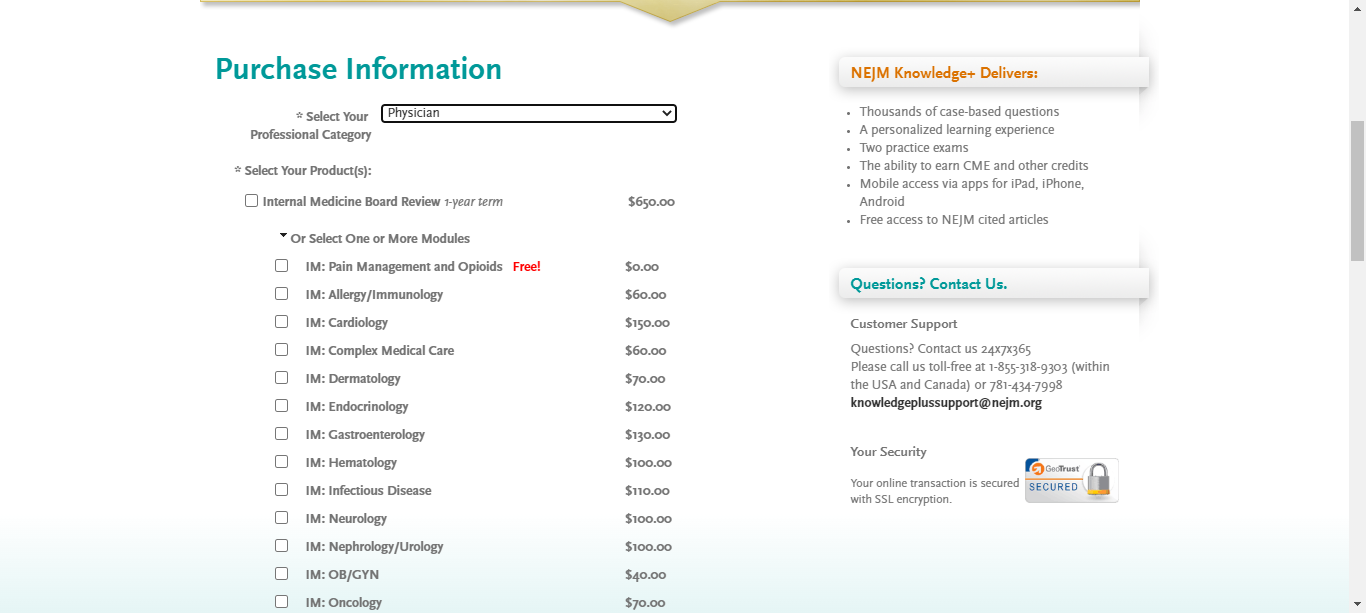 Purchase Information
* Select Your
Professional Category
Physician
* Select Your Product(s):
Internal Medicine Board Review 1-year term $650.00
Or Select One or More Modules
IM: Pain Management and Opioids Free! $0.00
IM: Allergy/Immunology $60.00
IM: Cardiology $150.00
IM: Complex Medical Care $60.00
IM: Dermatology $70.00
IM: Endocrinology $120.00
IM: Gastroenterology $130.00
IM: Hematology $100.00
IM: Infectious Disease $110.00
IM: Neurology $100.00
IM: Nephrology/Urology $100.00
IM: OB/GYN $40.00
IM: Oncology $70.00
NEJM Knowledge+ Delivers:
Thousands of case-based questions
A personalized learning experience
Two practice exams
The ability to earn CME and other credits
Mobile access via apps for iPad, iPhone,
Android
Free access to NEJM cited articles
Questions? Contact Us.
Customer Support
Questions? Contact us 24x7x365
Please call us toll-free at 1-855-318-9303 (within
the USA and Canada) or 781-434-7998
knowledgeplussupport@nejm.org
Your Security
Your online transaction is secured
with SSL encryption.
GeoTrust
SECURED